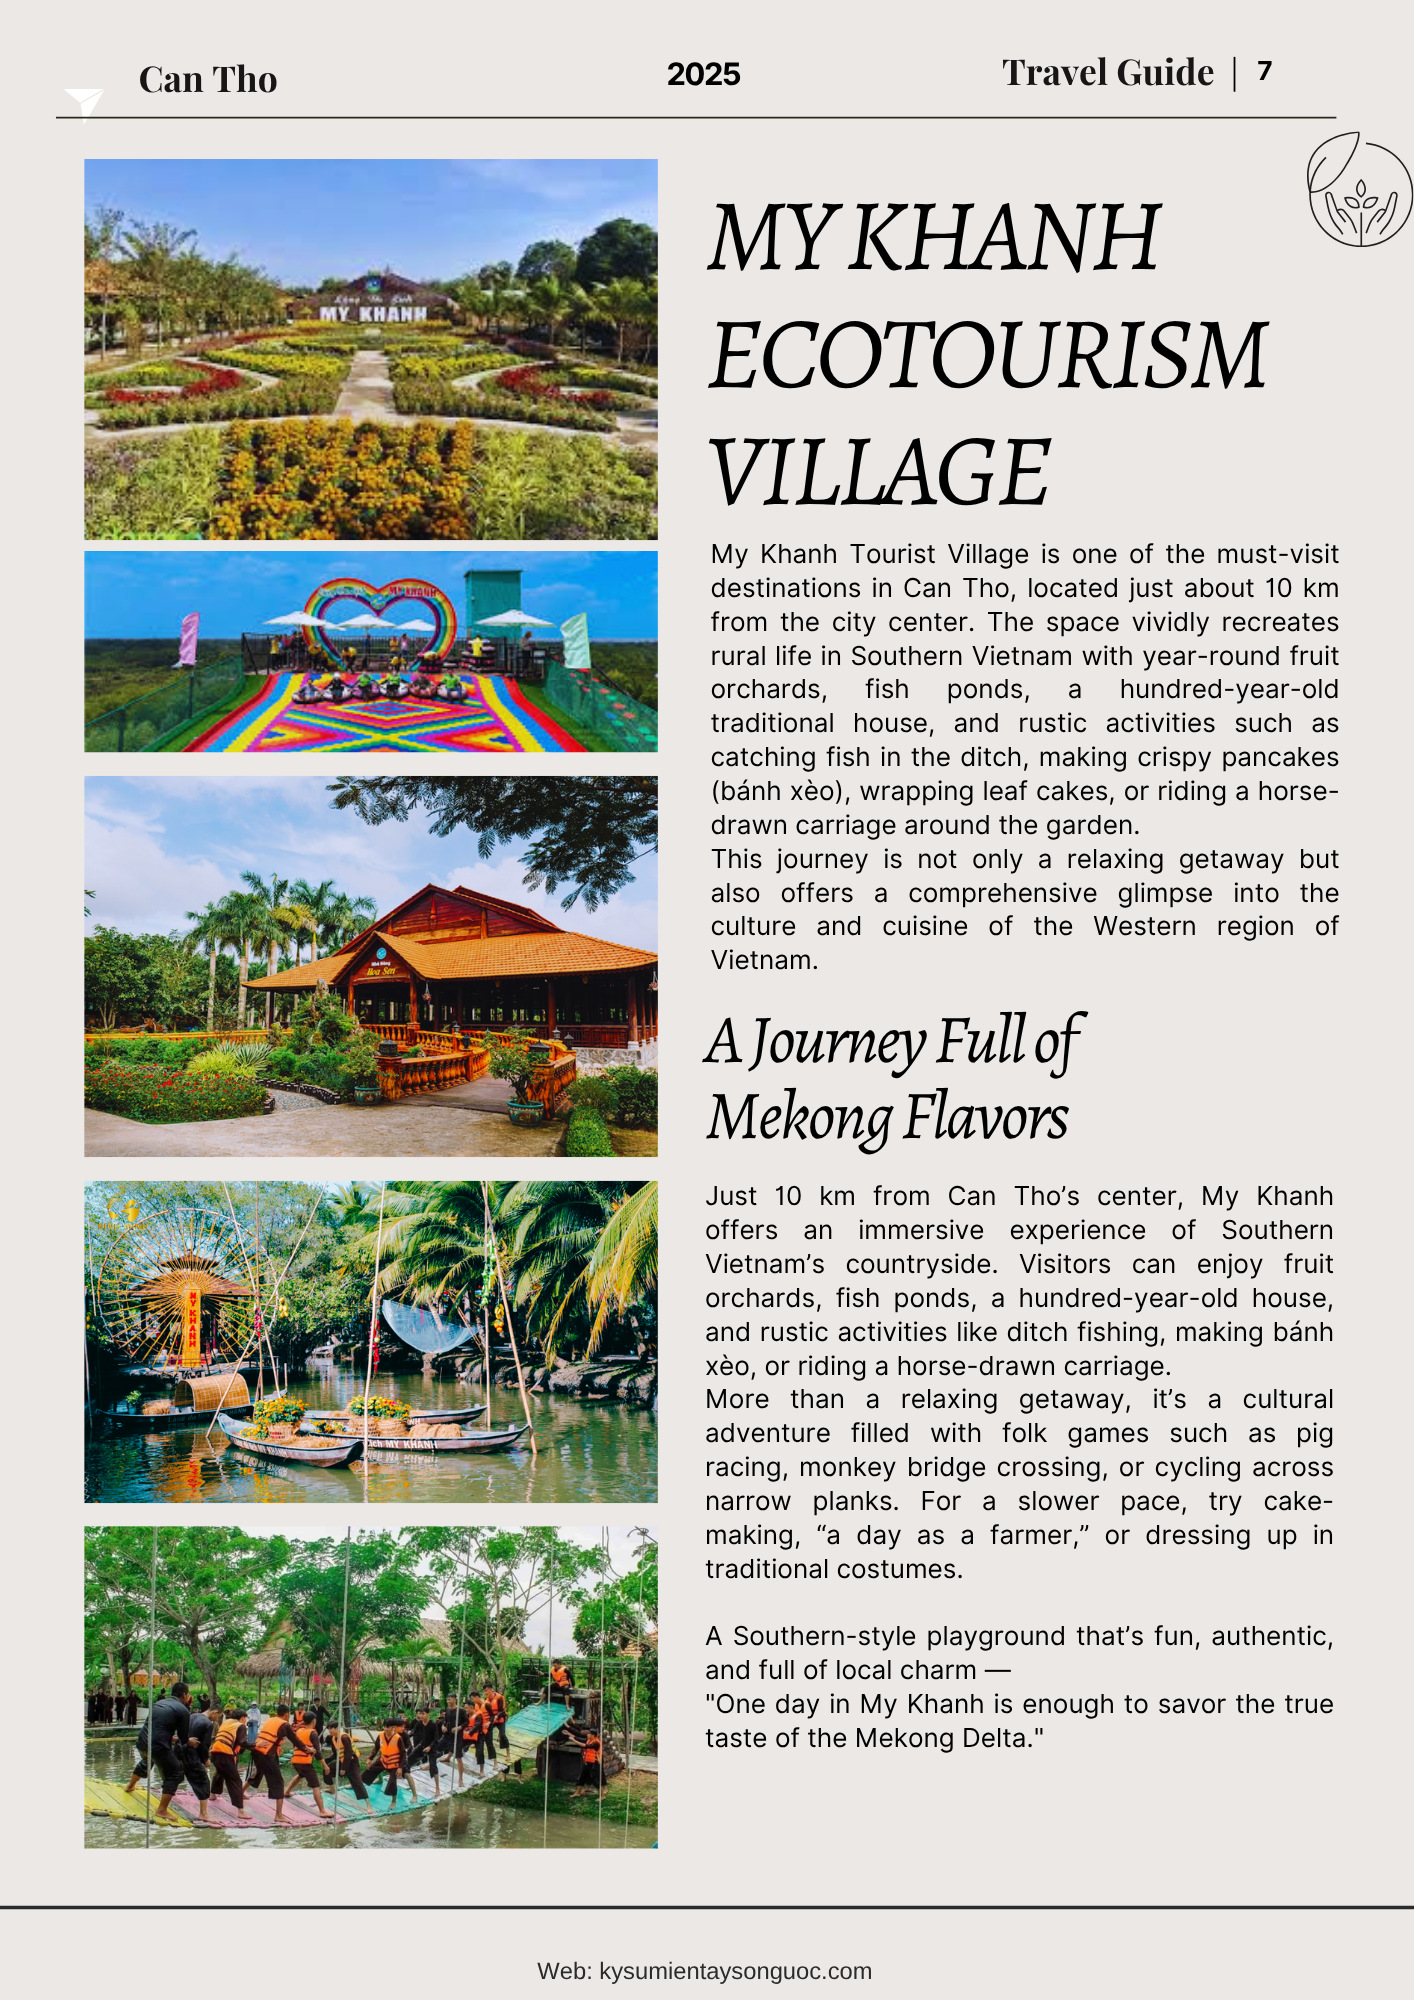 Can Tho
2025
Travel Guide | 7
MY KHANH
MY KHANH
Hoa Sen
MY KHANH
MY KHANH
MY KHANH
ECOTOURISM
VILLAGE
My Khanh Tourist Village is one of the must-visit
destinations in Can Tho, located just about 10 km
from the city center. The space vividly recreates
rural life in Southern Vietnam with year-round fruit
orchards, fish ponds, a hundred-year-old
traditional house, and rustic activities such as
catching fish in the ditch, making crispy pancakes
(bánh xèo), wrapping leaf cakes, or riding a horse-
drawn carriage around the garden.
This journey is not only a relaxing getaway but
also offers a comprehensive glimpse into the
culture and cuisine of the Western region of
Vietnam.
A Journey Full of
Mekong Flavors
Just 10 km from Can Tho’s center, My Khanh
offers an immersive experience of Southern
Vietnam’s countryside. Visitors can enjoy fruit
orchards, fish ponds, a hundred-year-old house,
and rustic activities like ditch fishing, making bánh
xèo, or riding a horse-drawn carriage.
More than a relaxing getaway, it’s a cultural
adventure filled with folk games such as pig
racing, monkey bridge crossing, or cycling across
narrow planks. For a slower pace, try cake-
making, “a day as a farmer,” or dressing up in
traditional costumes.
A Southern-style playground that’s fun, authentic,
and full of local charm —
"One day in My Khanh is enough to savor the true
taste of the Mekong Delta."
Web: kysumientaysonguoc.com